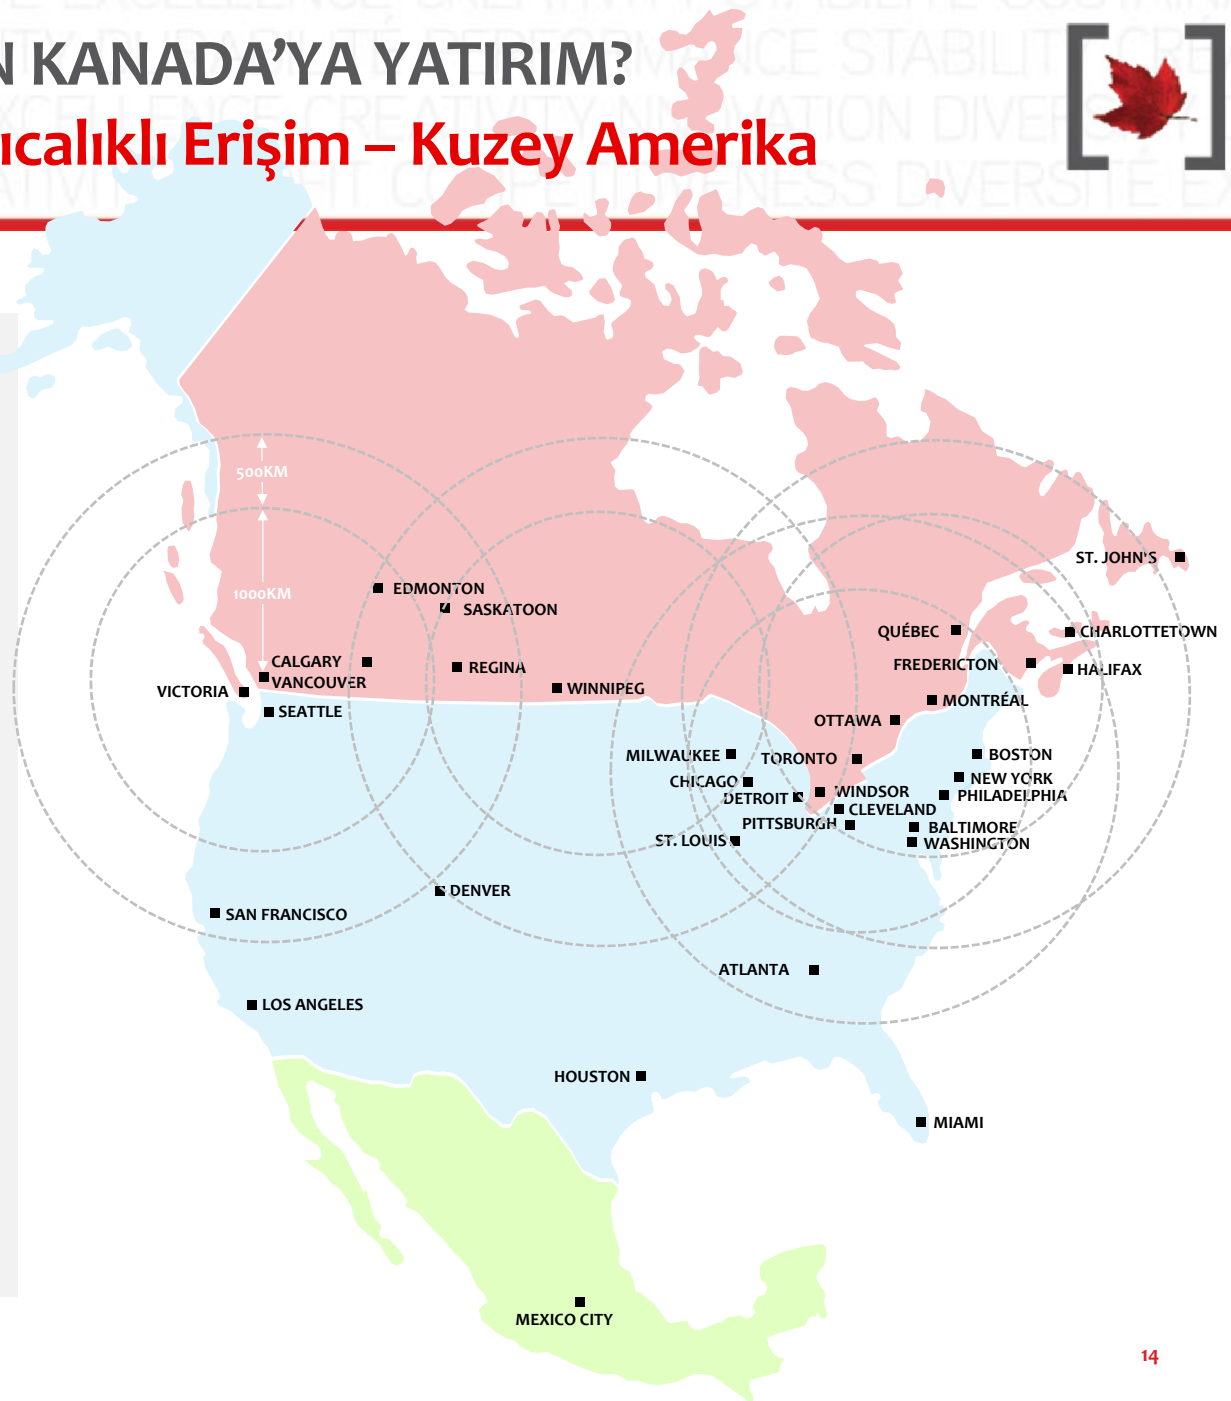 N KANADA’YA YATIRIM?
ıcalıklı Erişim – Kuzey Amerika
500KM
1000KM
ST. JOHN'S
EDMONTON
SASKATOON
QUÉBEC
CHARLOTTETOWN
CALGARY
REGINA
FREDERICTON
HALIFAX
VANCOUVER
VICTORIA
WINNIPEG
MONTRÉAL
SEATTLE
OTTAWA
MILWAUKEE
TORONTO
BOSTON
CHICAGO
NEW YORK
DETROIT
WINDSOR
PHILADELPHIA
CLEVELAND
PITTSBURGH
BALTIMORE
ST. LOUIS
WASHINGTON
DENVER
SAN FRANCISCO
ATLANTA
LOS ANGELES
HOUSTON
MIAMI
MEXICO CITY
14